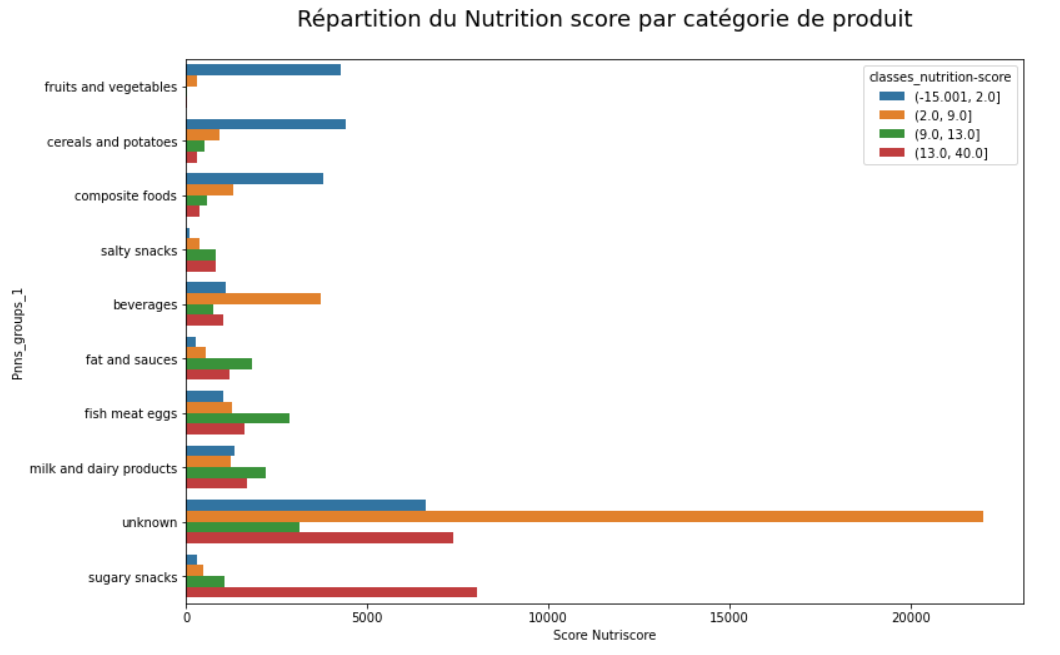 Répartition du Nutrition score par catégorie de produit
classes_nutrition-score
(-15.001, 2.0]
(2.0, 9.0]
(9.0, 13.0]
(13.0, 40.0]
Pnns_groups_1
fruits and vegetables
cereals and potatoes
composite foods
salty snacks
beverages
fat and sauces
fish meat eggs
milk and dairy products
unknown
sugary snacks
0 5000 10000 15000 20000
Score Nutriscore